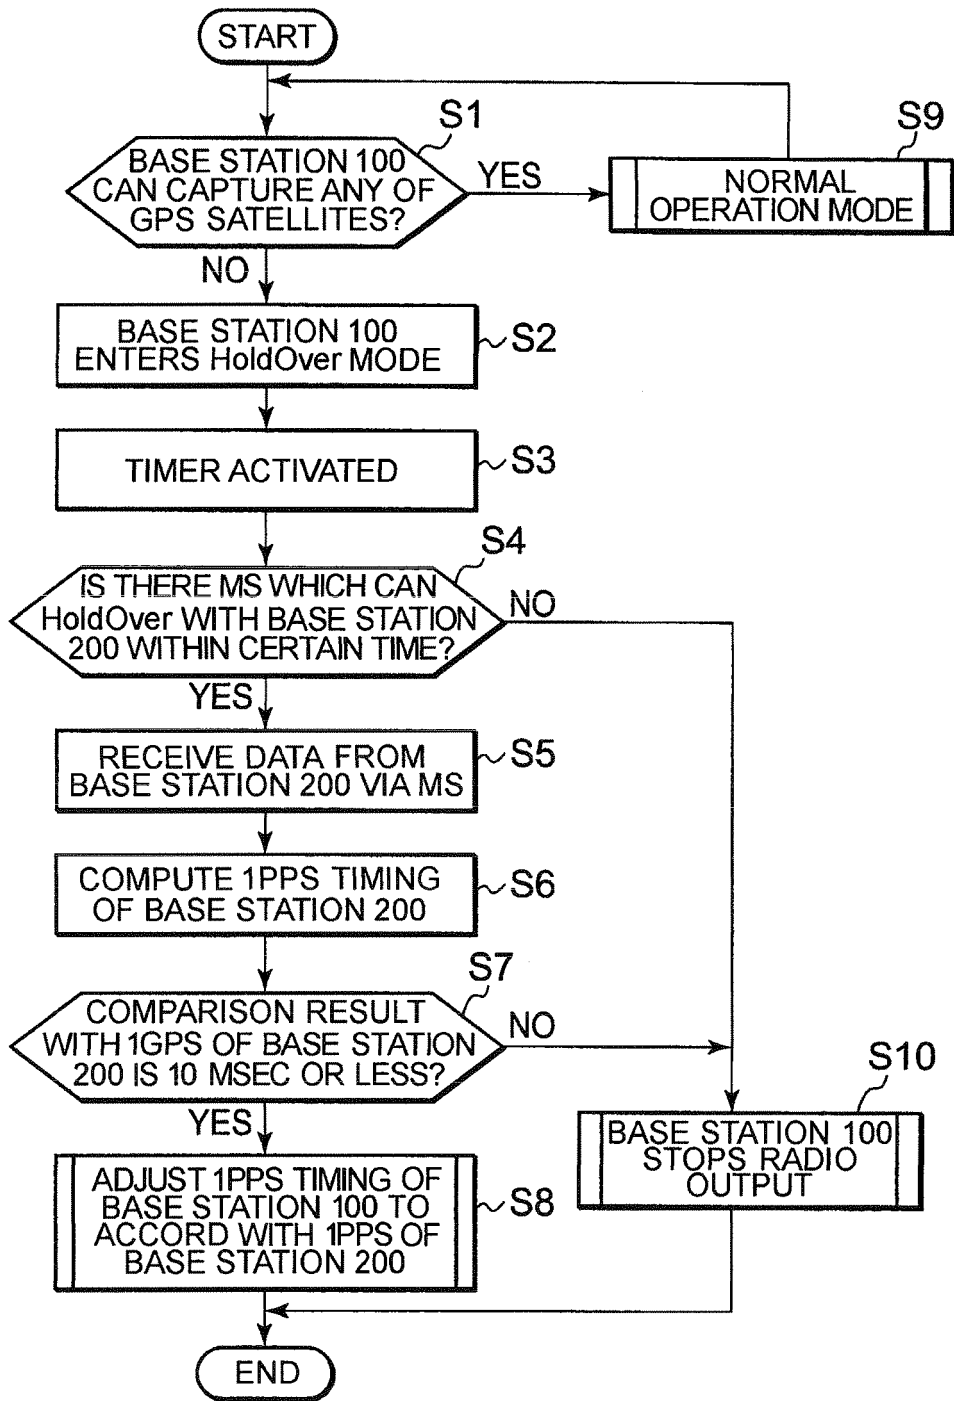 START
S1
BASE STATION 100
CAN CAPTURE ANY OF
GPS SATELLITES?
YES
S9
NORMAL
OPERATION MODE
NO
BASE STATION 100
ENTERS HoldOver MODE
S2
TIMER ACTIVATED
S3
S4
IS THERE MS WHICH CAN
HoldOver WITH BASE STATION
200 WITHIN CERTAIN TIME?
NO
YES
RECEIVE DATA FROM
BASE STATION 200 VIA MS
S5
COMPUTE 1PPS TIMING
OF BASE STATION 200
S6
S7
COMPARISON RESULT
WITH 1GPS OF BASE STATION
200 IS 10 MSEC OR LESS?
NO
YES
S10
BASE STATION 100
STOPS RADIO
OUTPUT
ADJUST 1PPS TIMING OF
BASE STATION 100 TO
ACCORD WITH 1PPS OF
BASE STATION 200
S8
END